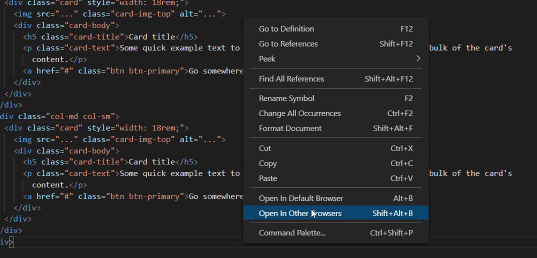 <div class="card" style="width: 18rem;">
<img src="..." class="card-img-top" alt="...">
<div class="card-body">
<h5 class="card-title">Card title</h5>
<p class="card-text">Some quick example text to bulk of the card's
content.</p>
<a href="#" class="btn btn-primary">Go somewhere
</div>
</div>
/div>
div class="col-md col-sm">
<div class="card" style="width: 18rem;">
<img src="..." class="card-img-top" alt="...">
<div class="card-body">
<h5 class="card-title">Card title</h5>
<p class="card-text">Some quick example text to bulk of the card's
content.</p>
<a href="#" class="btn btn-primary">Go somewhere
</div>
</div>
/div>
iv>
Go to Definition F12
Go to References Shift+F12
Peek
Find All References Shift+Alt+F12
Rename Symbol F2
Change All Occurrences Ctrl+F2
Format Document Shift+Alt+F
Cut Ctrl+X
Copy Ctrl+C
Paste Ctrl+V
Open In Default Browser Alt+B
Open In Other Browsers Shift+Alt+B
Command Palette... Ctrl+Shift+P